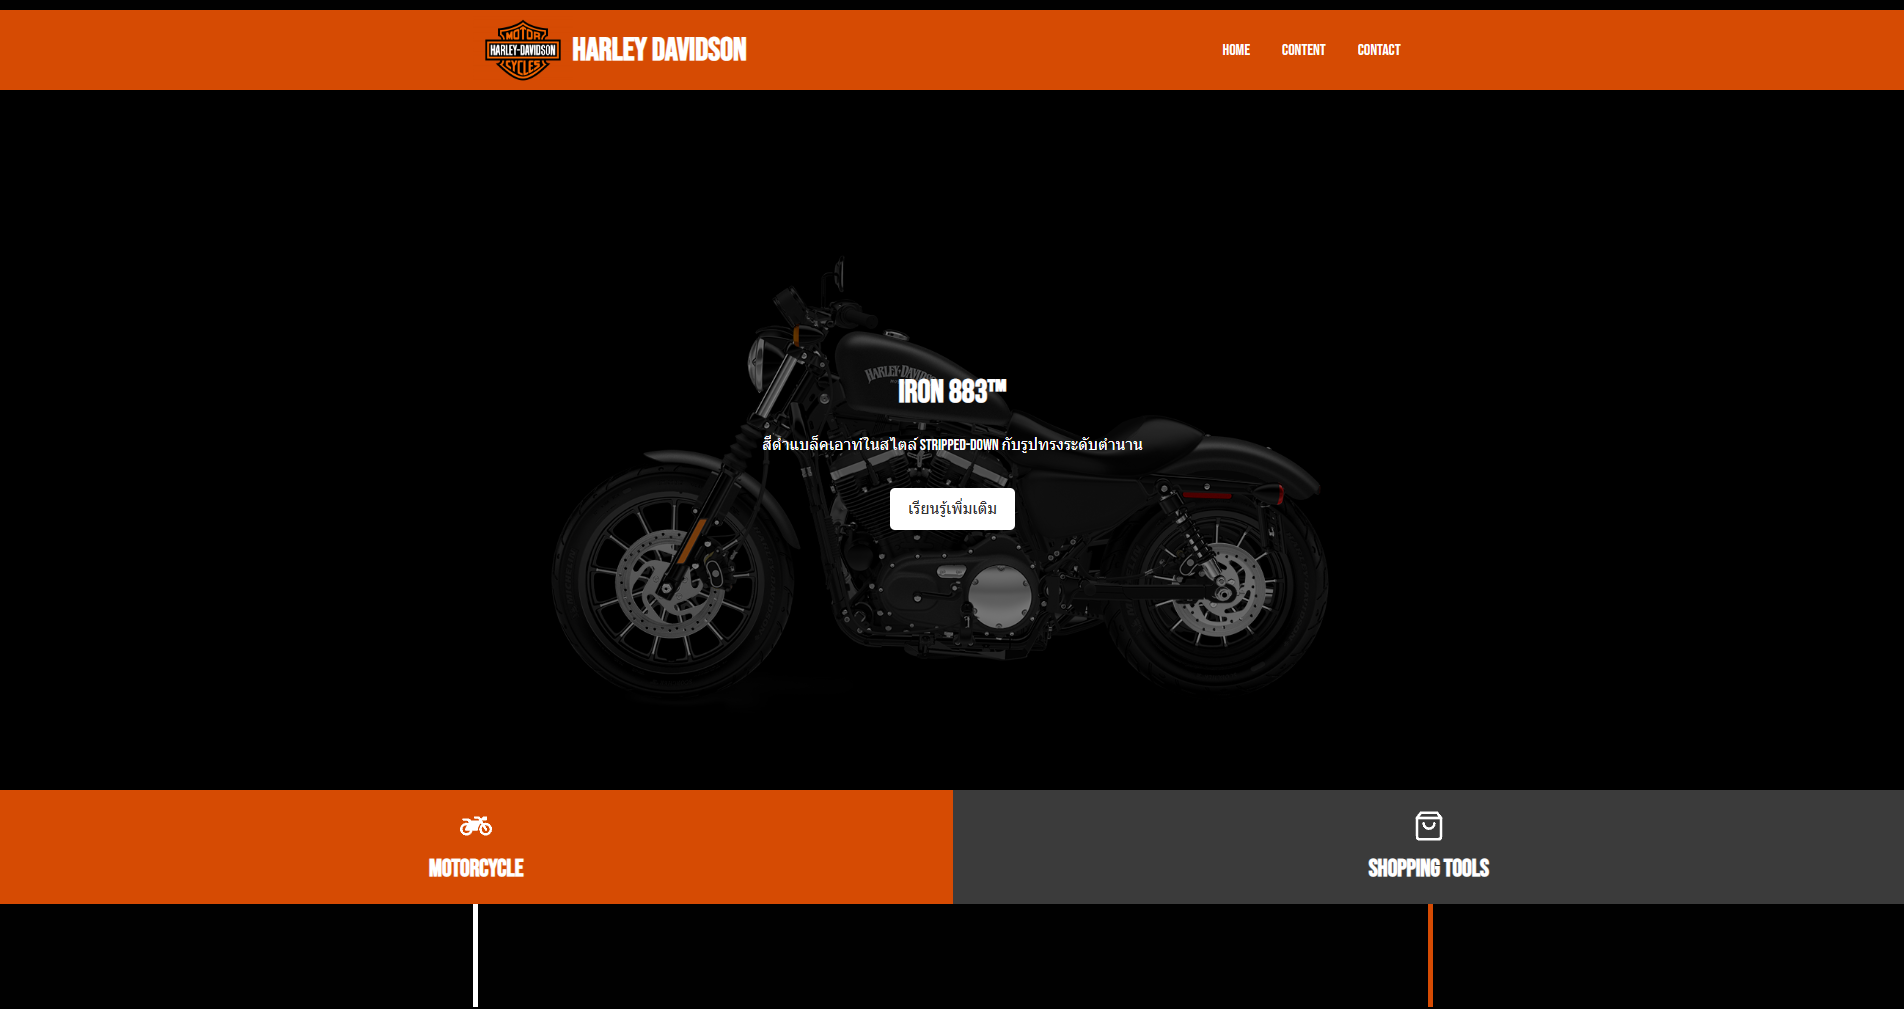 MOTOR
HARLEY-DAVIDSON
CYCLES
HARLEY DAVIDSON
HOME
CONTENT
CONTACT
HARLEY-DAVIDSON
IRON 883™
สีดำแบล็คเอาท์ในสไตล์ STRIPPED-DOWN กับรูปทรงระดับตำนาน
เรียนรู้เพิ่มเติม
MOTORCYCLE
SHOPPING TOOLS